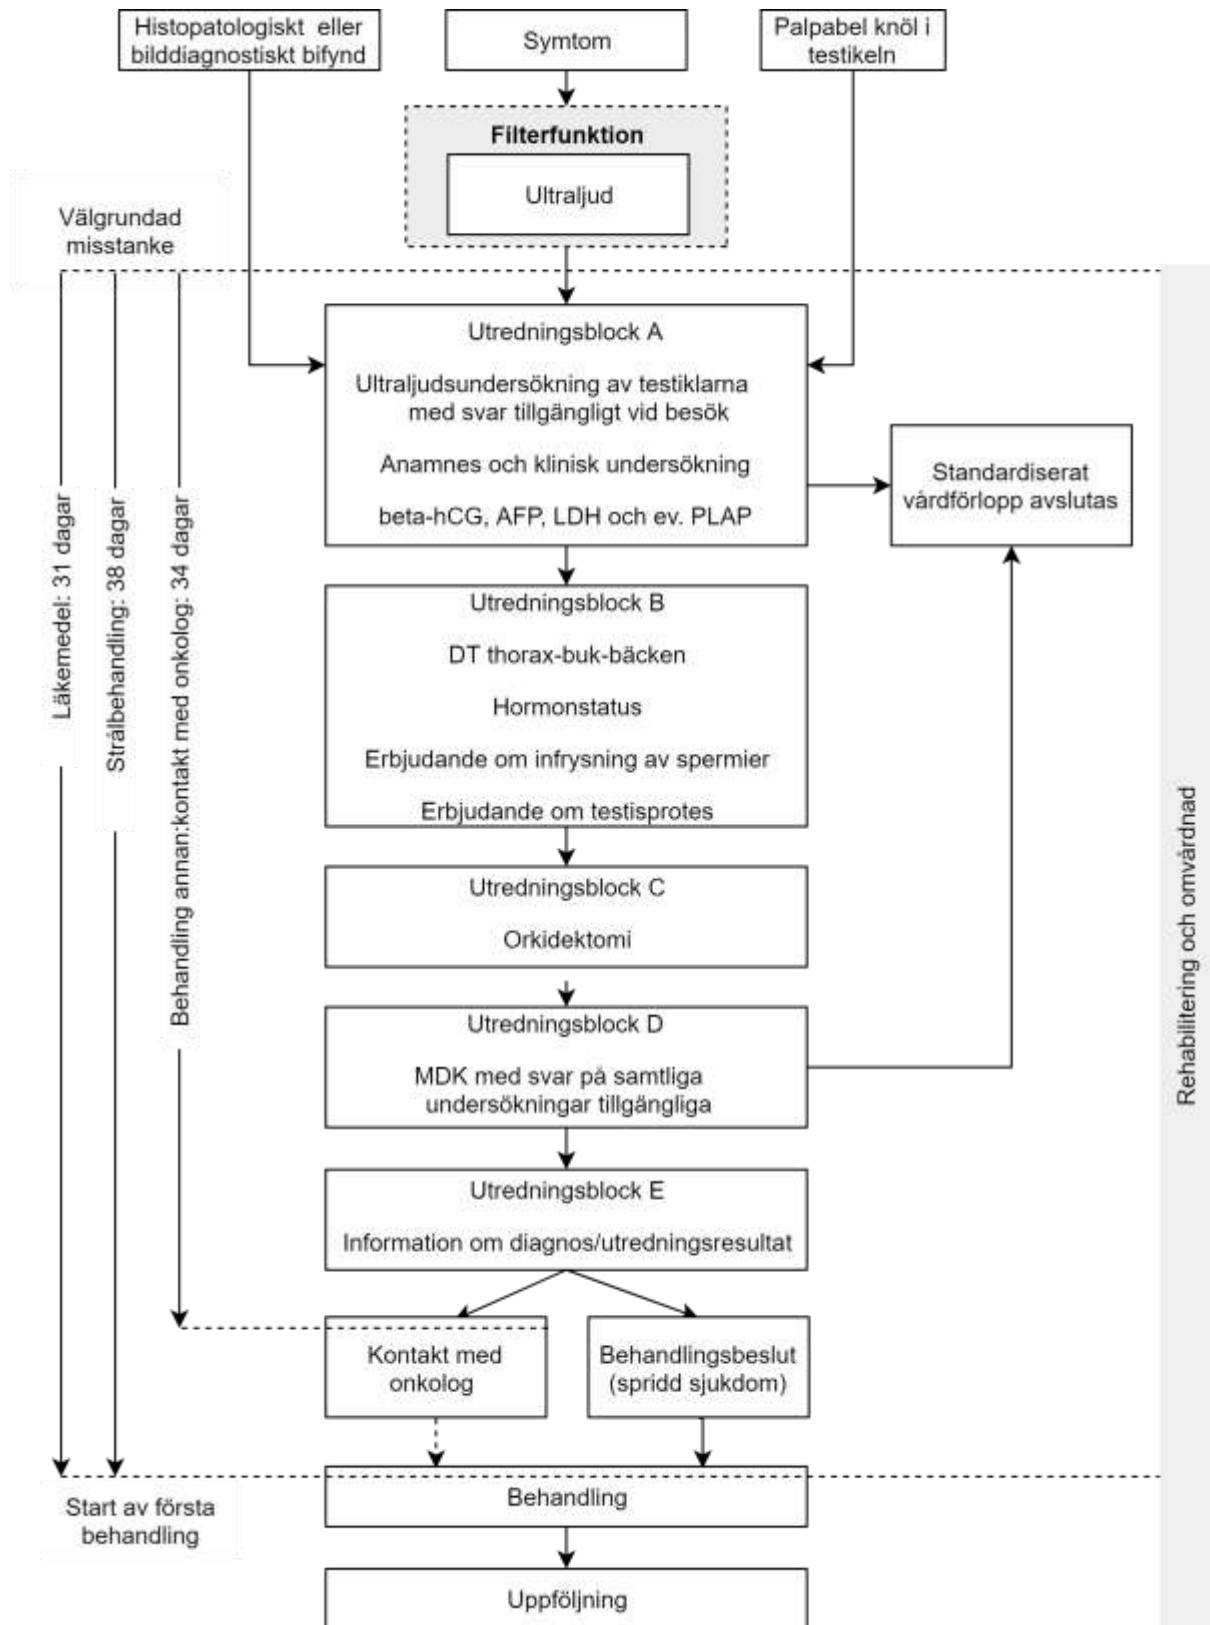 Histopatologiskt eller
bilddiagnostiskt bifynd
Symtom
Palpabel knöl i
testikeln
Filterfunktion
Ultraljud
Välgrundad
misstanke
Utredningsblock A
Ultraljudsundersökning av testiklarna
med svar tillgängligt vid besök
Anamnes och klinisk undersökning
beta-hCG, AFP, LDH och ev. PLAP
Standardiserat
vårdförlopp avslutas
Läkemedel: 31 dagar
Strålbehandling: 38 dagar
Behandling annan:kontakt med onkolog: 34 dagar
Utredningsblock B
DT thorax-buk-bäcken
Hormonstatus
Erbjudande om infrysning av spermier
Erbjudande om testisprotes
Utredningsblock C
Orkidektomi
Rehabilitering och omvårdnad
Utredningsblock D
MDK med svar på samtliga
undersökningar tillgängliga
Utredningsblock E
Information om diagnos/utredningsresultat
Kontakt med
onkolog
Behandlingsbeslut
(spridd sjukdom)
Start av första
behandling
Behandling
Uppföljning